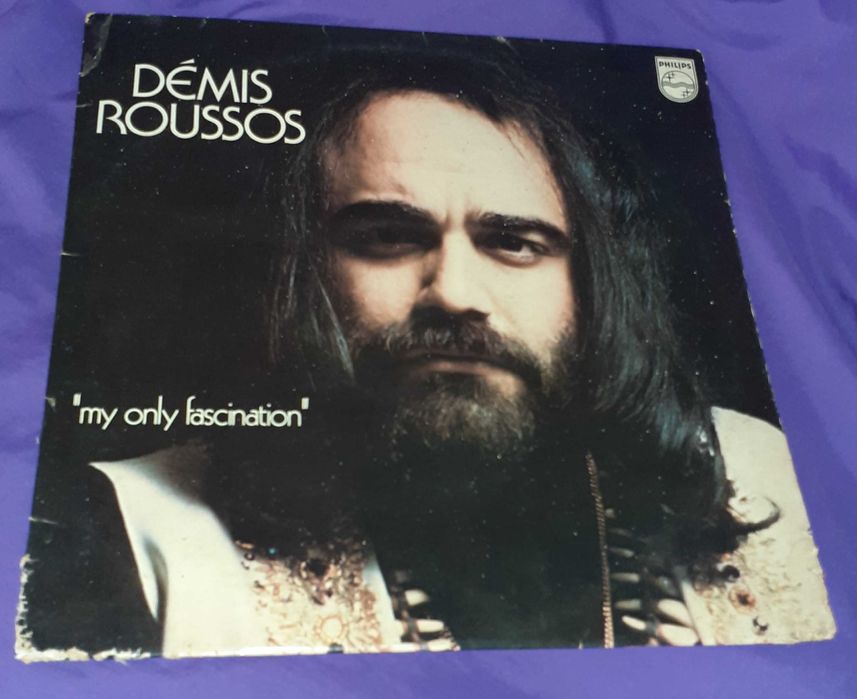 DÉMIS
ROUSSOS
PHILIPS
"my only fascination"